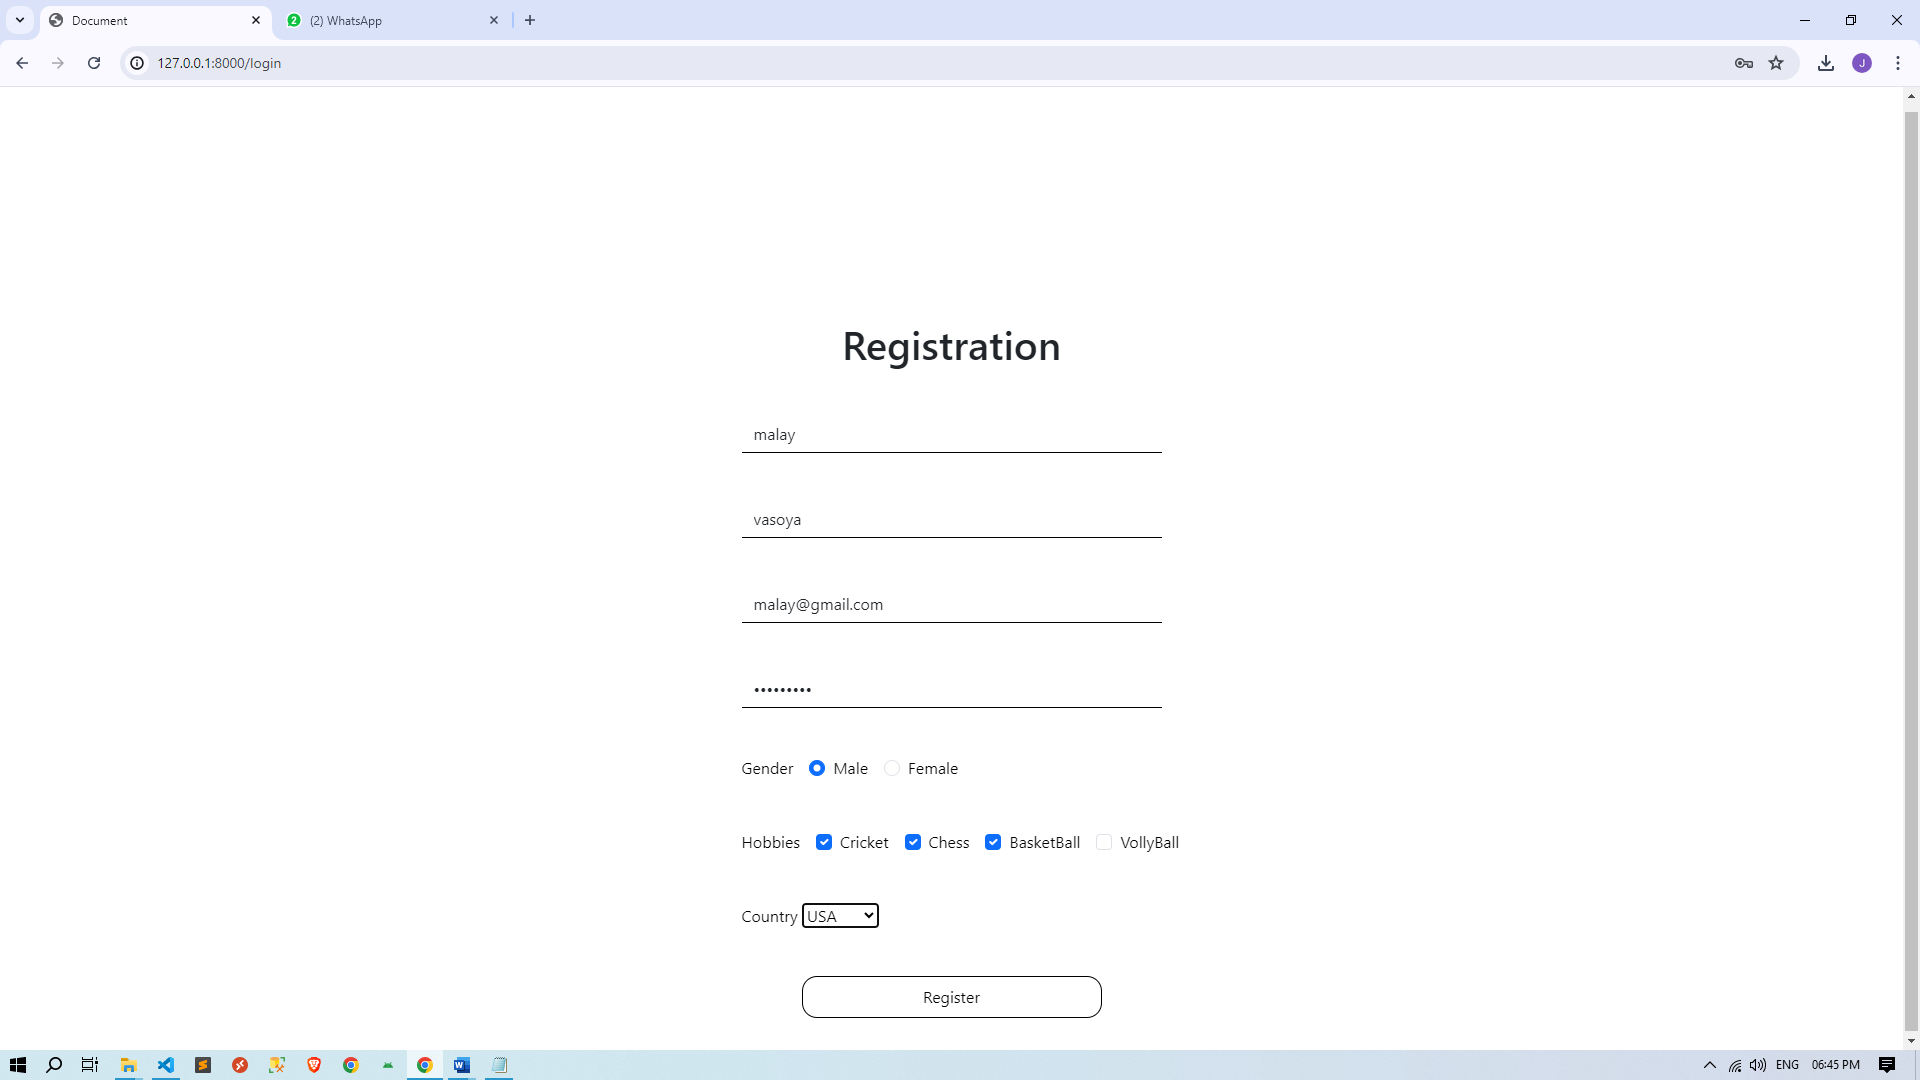 Document
(2) WhatsApp
127.0.0.1:8000/login
J
Registration
malay
vasoya
malay@gmail.com
•••••••••
Gender Male Female
Hobbies Cricket Chess BasketBall VollyBall
Country USA
Register
ENG 06:45 PM